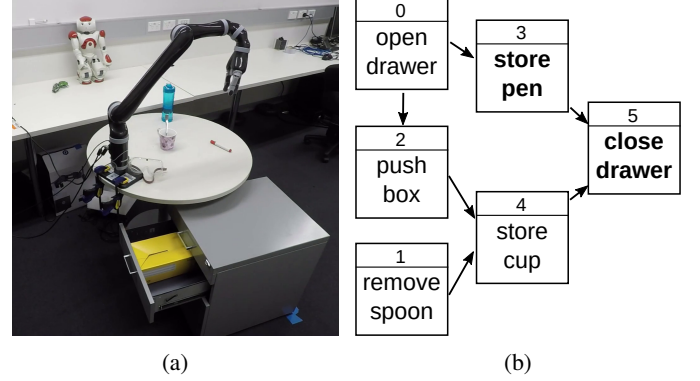 0
open
drawer
3
store
pen
2
push
box
5
close
drawer
4
store
cup
1
remove
spoon
(a)
(b)